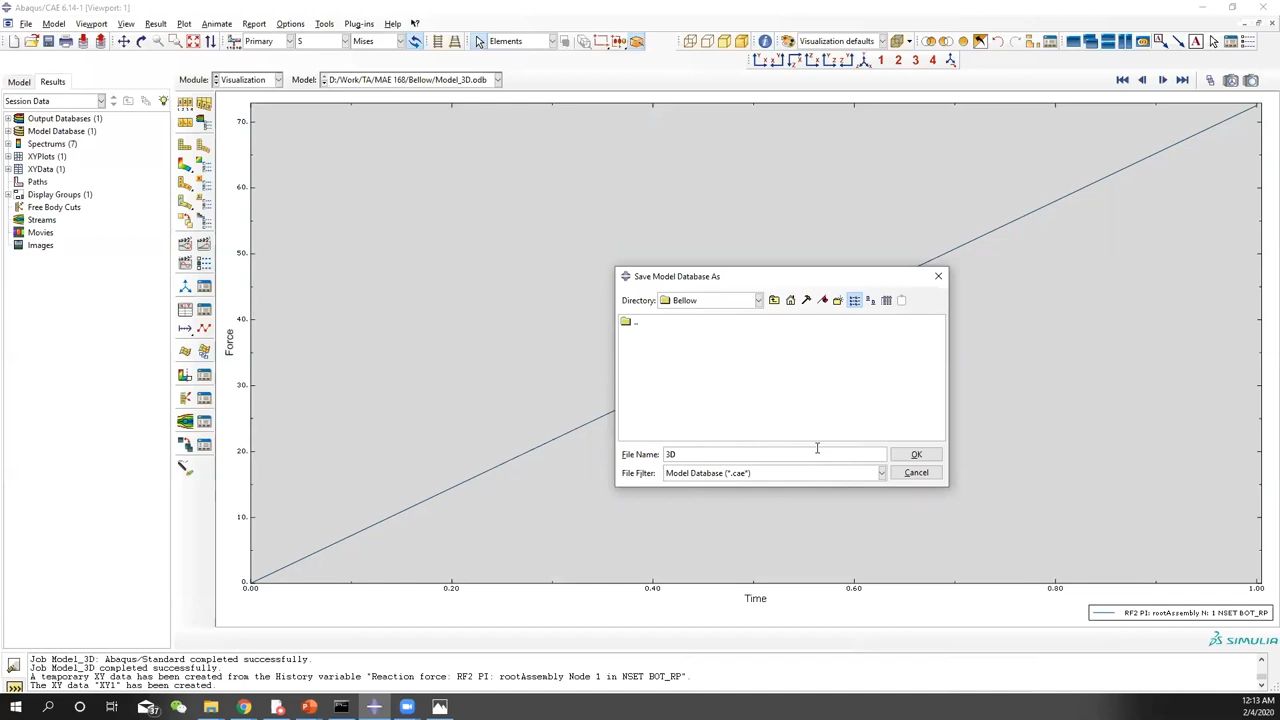 Abaqus/CAE 6.14-1 [Viewport: 1]
File Model Viewport View Result Plot Animate Report Options Tools Plug-ins Help
Primary S Mises Elements Visualization defaults
1 2 3 4
Model Results Module: Visualization Model: D:/Work/TA/MAE 168/Bellow/Model_3D.odb
Session Data
Output Databases (1)
Model Database (1)
Spectrums (7)
XYPlots (1)
XYData (1)
Paths
Display Groups (1)
Free Body Cuts
Streams
Movies
Images
70.
60.
50.
40.
30.
20.
10.
0.
Force
0.00 0.20 0.40 0.60 0.80 1.00
Time
RF2 PI: rootAssembly N: 1 NSET BOT_RP
Save Model Database As
Directory: Bellow
..
File Name: 3D OK
File Filter: Model Database (*.cae*) Cancel
SIMULIA
Job Model_3D: Abaqus/Standard completed successfully.
Job Model_3D completed successfully.
A temporary XY data has been created from the History variable "Reaction force: RF2 PI: rootAssembly Node 1 in NSET BOT_RP".
The XY data "XY1" has been created.
37
12:13 AM
2/4/2020